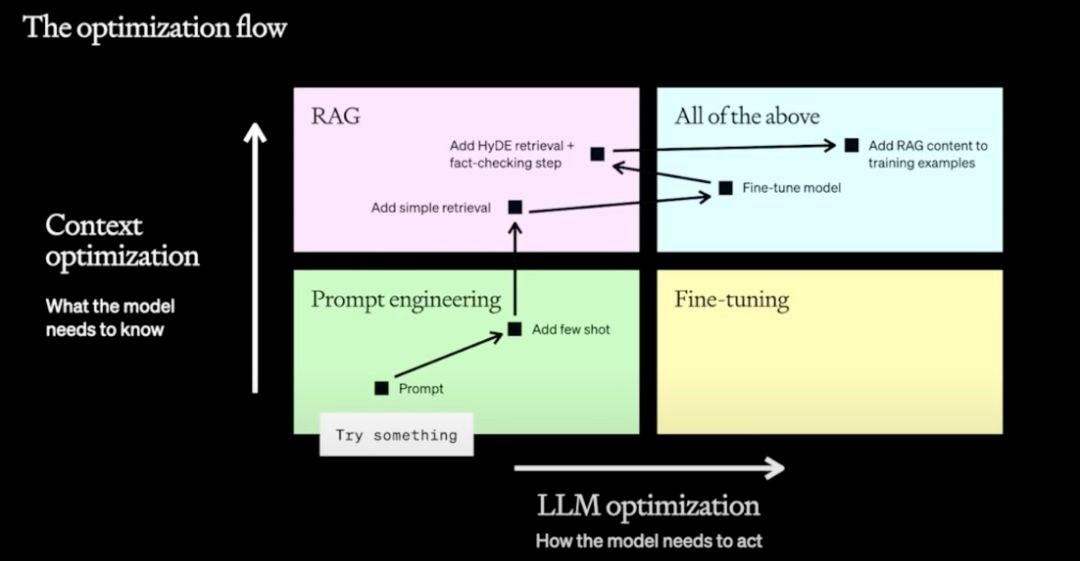 The optimization flow
RAG
Add HyDE retrieval +
fact-checking step
Add simple retrieval
All of the above
Add RAG content to
training examples
Fine-tune model
Context
optimization
What the model
needs to know
Prompt engineering
Add few shot
Prompt
Try something
Fine-tuning
LLM optimization
How the model needs to act